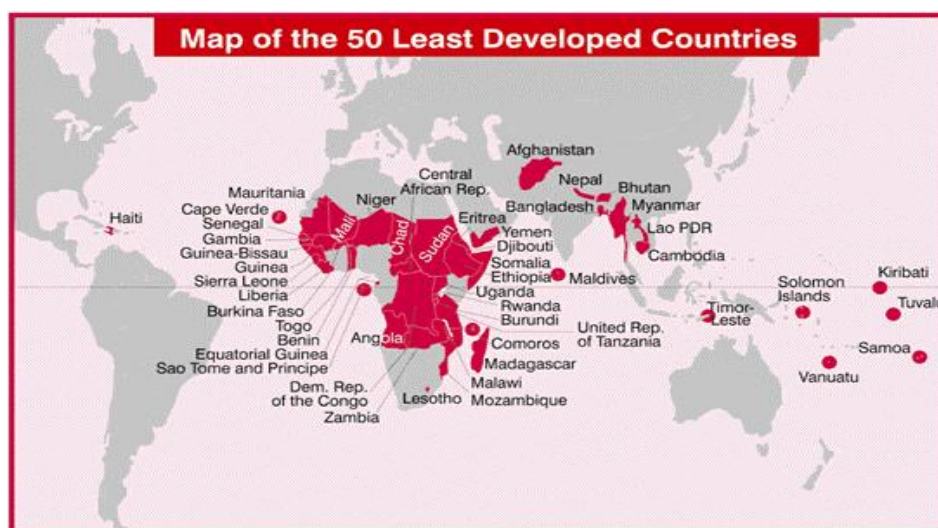 Map of the 50 Least Developed Countries
Afghanistan
Central
African Rep.
Nepal
Bhutan
Mauritania
Niger
Bangladesh
Myanmar
Haiti
Cape Verde
Mali
Chad
Sudan
Eritrea
Lao PDR
Senegal
Yemen
Gambia
Djibouti
Cambodia
Guinea-Bissau
Somalia
Guinea
Ethiopia
Maldives
Kiribati
Sierra Leone
Uganda
Solomon
Islands
Liberia
Rwanda
Timor-
Leste
Tuvalu
Burkina Faso
Burundi
Togo
United Rep.
of Tanzania
Benin
Angola
Comoros
Samoa
Equatorial Guinea
Sao Tome and Principe
Madagascar
Vanuatu
Dem. Rep.
of the Congo
Malawi
Lesotho
Mozambique
Zambia